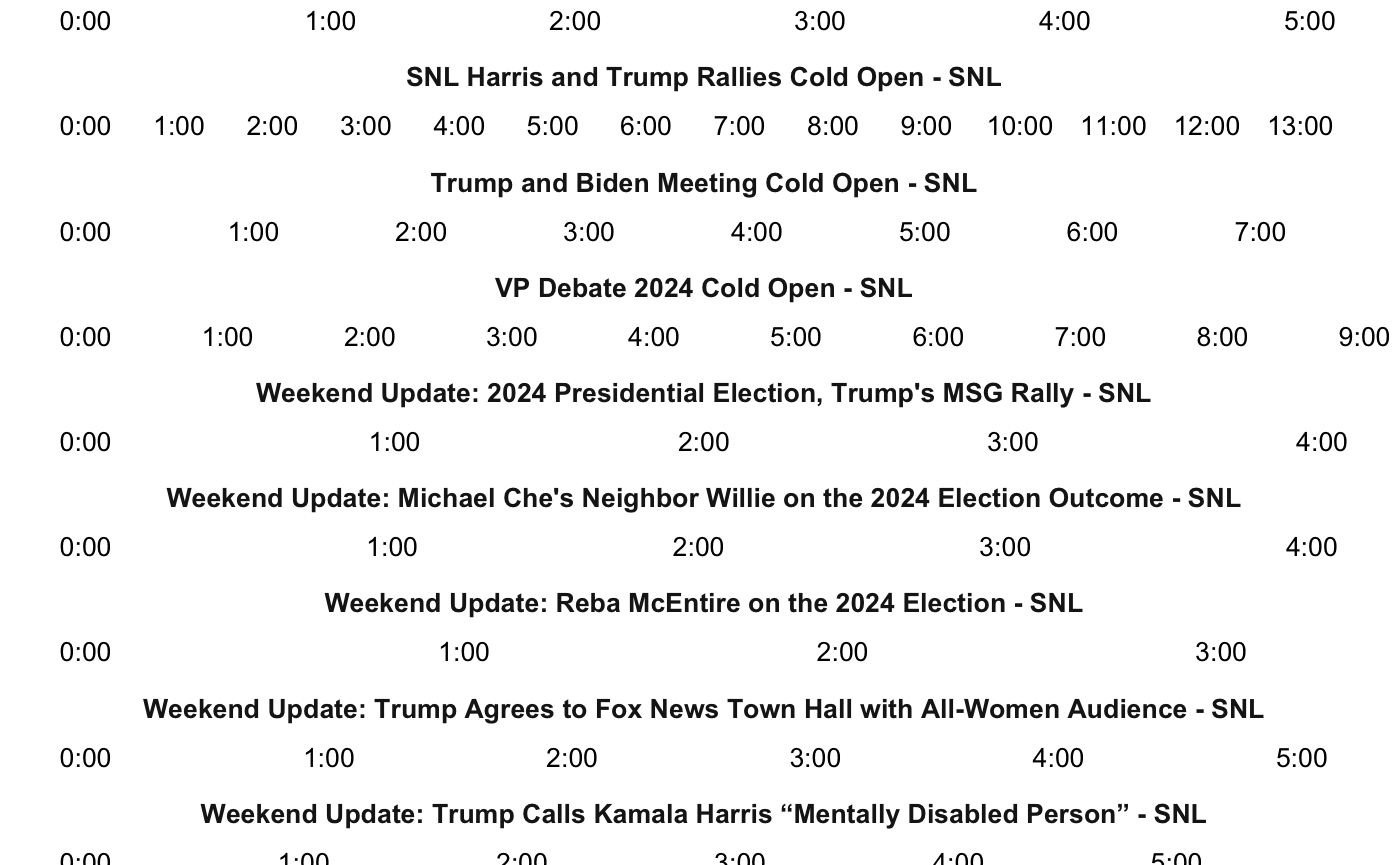 0:00 1:00 2:00 3:00 4:00 5:00
SNL Harris and Trump Rallies Cold Open - SNL
0:00 1:00 2:00 3:00 4:00 5:00 6:00 7:00 8:00 9:00 10:00 11:00 12:00 13:00
Trump and Biden Meeting Cold Open - SNL
0:00 1:00 2:00 3:00 4:00 5:00 6:00 7:00
VP Debate 2024 Cold Open - SNL
0:00 1:00 2:00 3:00 4:00 5:00 6:00 7:00 8:00 9:00
Weekend Update: 2024 Presidential Election, Trump's MSG Rally - SNL
0:00 1:00 2:00 3:00 4:00
Weekend Update: Michael Che's Neighbor Willie on the 2024 Election Outcome - SNL
0:00 1:00 2:00 3:00 4:00
Weekend Update: Reba McEntire on the 2024 Election - SNL
0:00 1:00 2:00 3:00
Weekend Update: Trump Agrees to Fox News Town Hall with All-Women Audience - SNL
0:00 1:00 2:00 3:00 4:00 5:00
Weekend Update: Trump Calls Kamala Harris “Mentally Disabled Person” - SNL
0:00 1:00 2:00 3:00 4:00 5:00